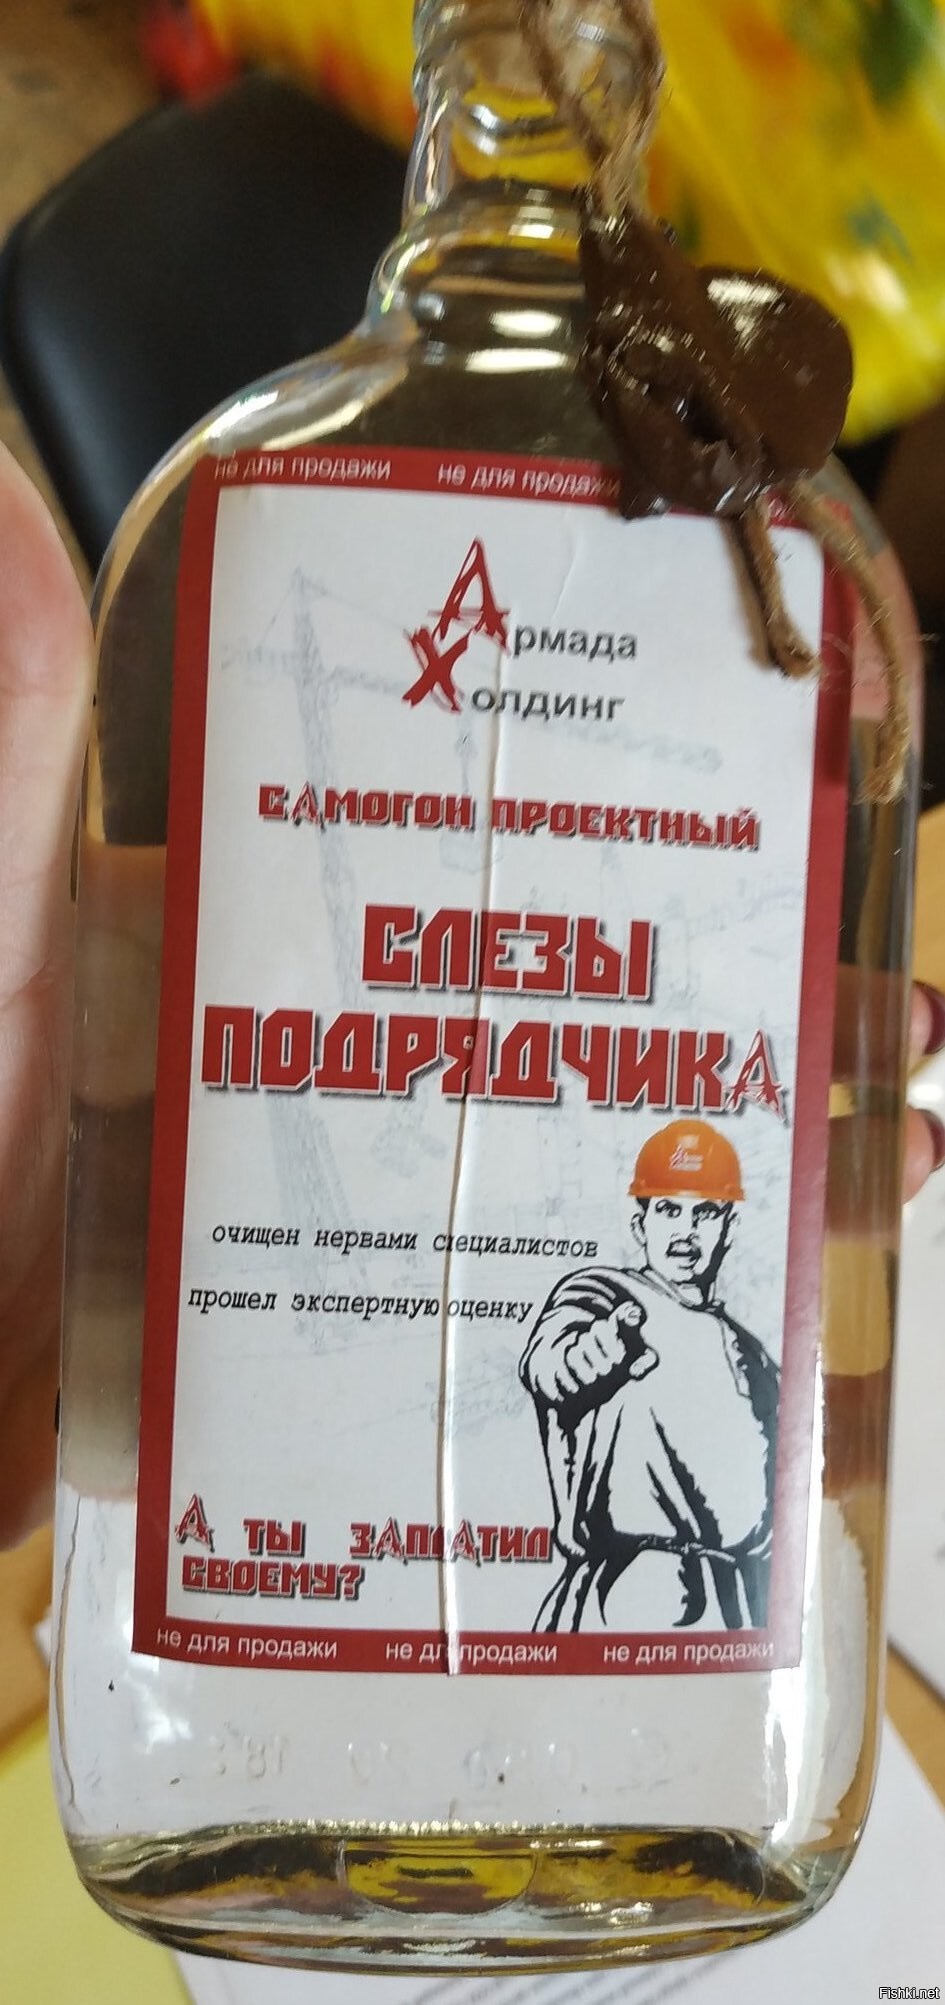 не для продажи не для продажи
Армада
Холдинг
САМОГОН ПРОЕКТНЫЙ
СЛЕЗЫ
ПОДРЯДЧИКА
очищен нервами специалистов
прошел экспертную оценку
А ТЫ ЗАПЛАТИЛ
СВОЕМУ?
не для продажи не для продажи не для продажи
Fishki.net